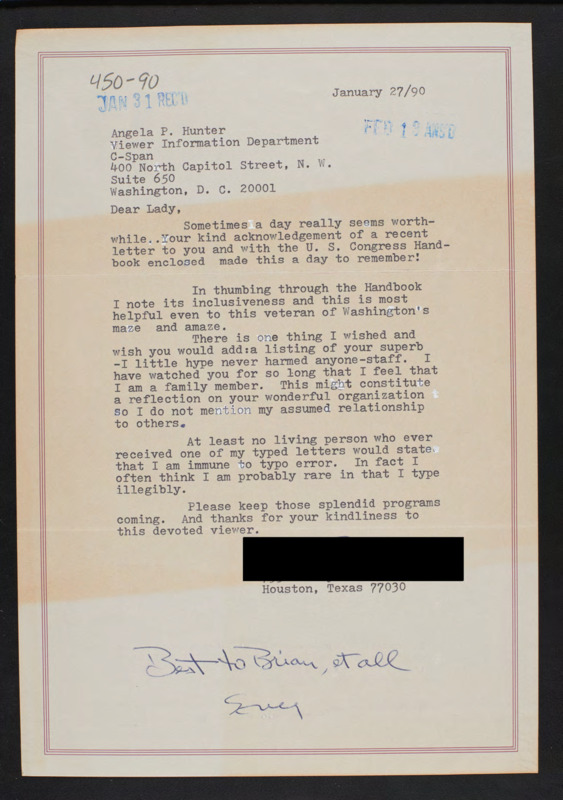 450-90
JAN 31 REC'D
January 27/90
FEB 13 ANS'D
Angela P. Hunter
Viewer Information Department
C-Span
400 North Capitol Street, N. W.
Suite 650
Washington, D. C. 20001
Dear Lady,
Sometimes a day really seems worth-
while..Your kind acknowledgement of a recent
letter to you and with the U. S. Congress Hand-
book enclosed made this a day to remember!
In thumbing through the Handbook
I note its inclusiveness and this is most
helpful even to this veteran of Washington's
maze and amaze.
There is one thing I wished and
wish you would add:a listing of your superb
-I little hype never harmed anyone-staff. I
have watched you for so long that I feel that
I am a family member. This might constitute
a reflection on your wonderful organization
so I do not mention my assumed relationship
to others.
At least no living person who ever
received one of my typed letters would state
that I am immune to typo error. In fact I
often think I am probably rare in that I type
illegibly.
Please keep those splendid programs
coming. And thanks for your kindliness to
this devoted viewer.
Houston, Texas 77030
Best to Brian, et all